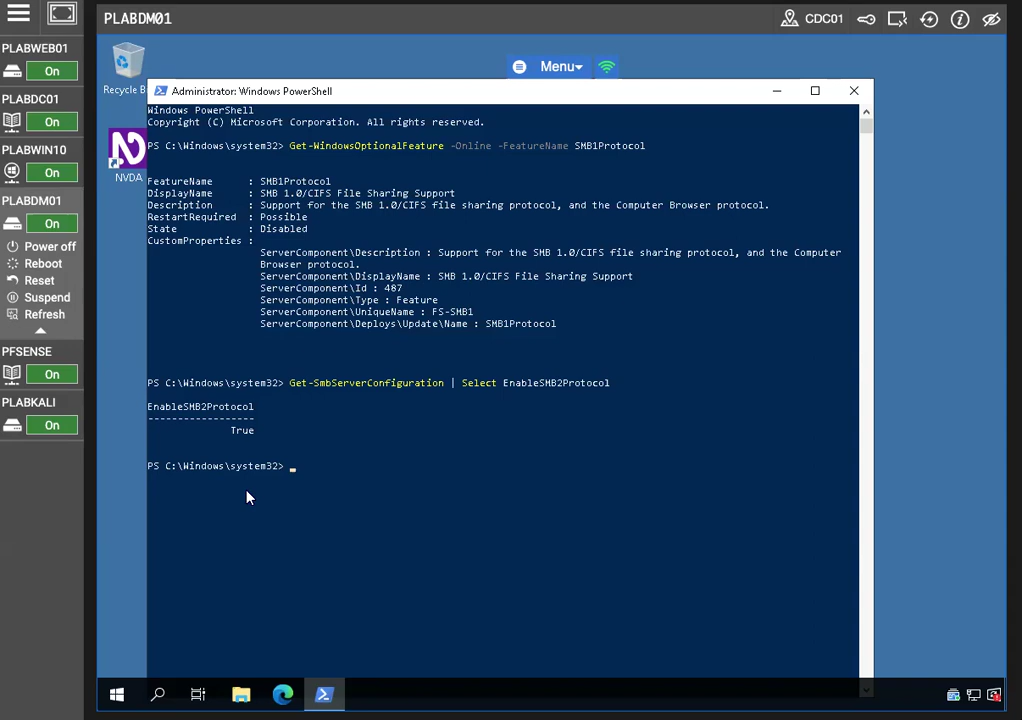 PLABDM01
CDC01
PLABWEB01
On
PLABDC01
On
PLABWIN10
On
PLABDM01
On
Power off
Reboot
Reset
Suspend
Refresh
PFSENSE
On
PLABKALI
On
Recycle B
Menu
NVDA
Administrator: Windows PowerShell
Windows PowerShell
Copyright (C) Microsoft Corporation. All rights reserved.
PS C:\Windows\system32> Get-WindowsOptionalFeature -Online -FeatureName SMB1Protocol
FeatureName : SMB1Protocol
DisplayName : SMB 1.0/CIFS File Sharing Support
Description : Support for the SMB 1.0/CIFS file sharing protocol, and the Computer Browser protocol.
RestartRequired : Possible
State : Disabled
CustomProperties :
ServerComponent\Description : Support for the SMB 1.0/CIFS file sharing protocol, and the Computer
Browser protocol.
ServerComponent\DisplayName : SMB 1.0/CIFS File Sharing Support
ServerComponent\Id : 487
ServerComponent\Type : Feature
ServerComponent\UniqueName : FS-SMB1
ServerComponent\Deploys\Update\Name : SMB1Protocol
PS C:\Windows\system32> Get-SmbServerConfiguration | Select EnableSMB2Protocol
EnableSMB2Protocol
------------------
True
PS C:\Windows\system32> _